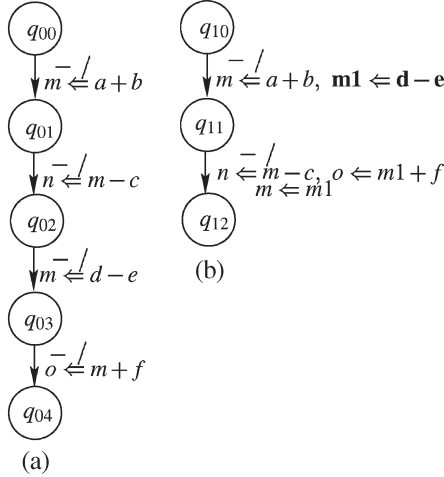 q00
− /
m ⇐ a + b
q01
− /
n ⇐ m − c
q02
− /
m ⇐ d − e
q03
− /
o ⇐ m + f
q04
(a)
q10
− /
m ⇐ a + b, m1 ⇐ d − e
q11
− /
n ⇐ m − c, o ⇐ m1 + f
m ⇐ m1
q12
(b)